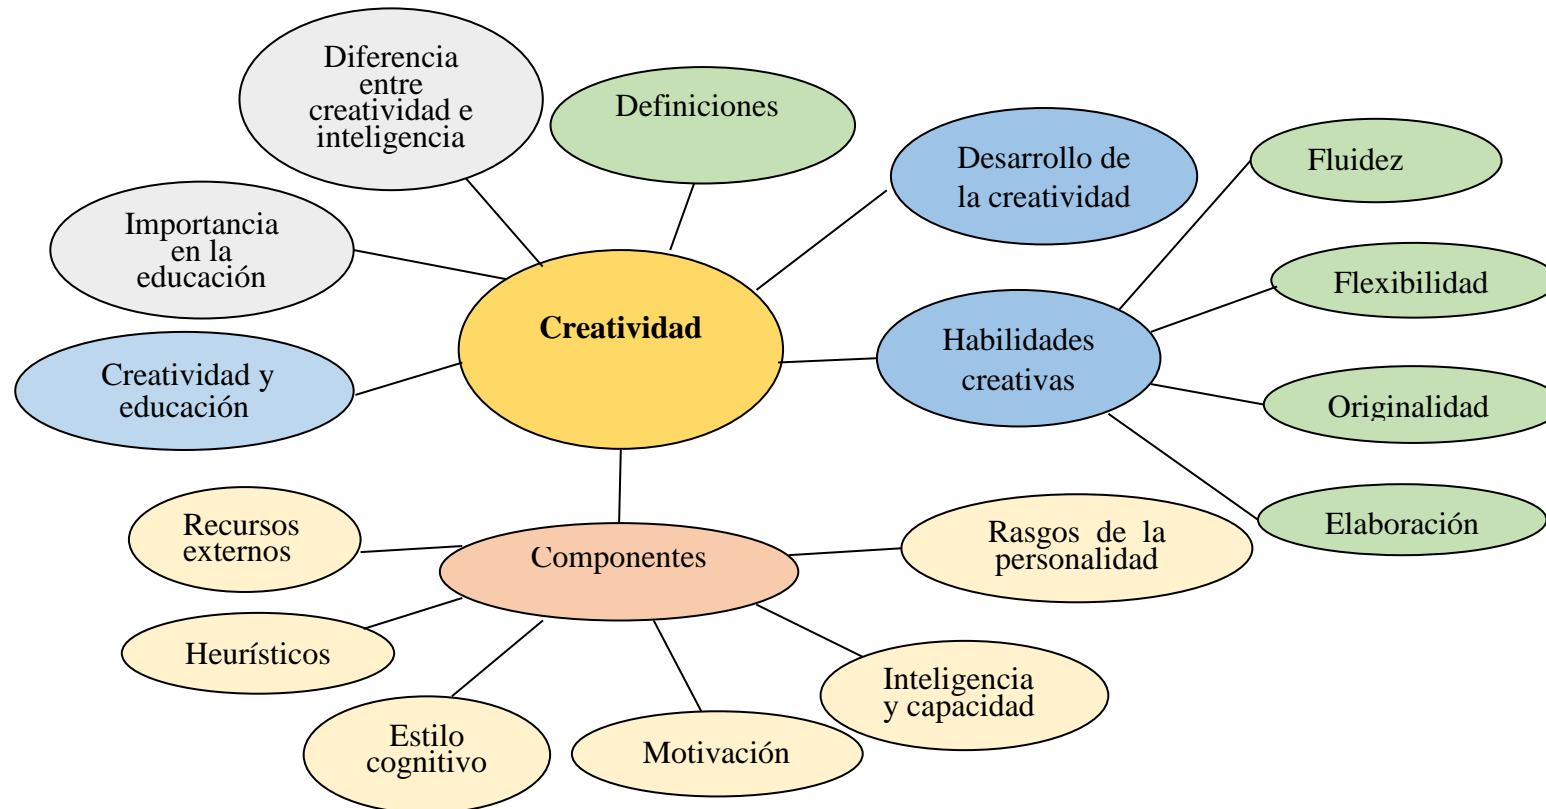 Diferencia
entre
creatividad e
inteligencia
Definiciones
Desarrollo de
la creatividad
Fluidez
Importancia
en la
educación
Flexibilidad
Creatividad
Habilidades
creativas
Creatividad y
educación
Originalidad
Elaboración
Recursos
externos
Componentes
Rasgos de la
personalidad
Heurísticos
Inteligencia
y capacidad
Estilo
cognitivo
Motivación